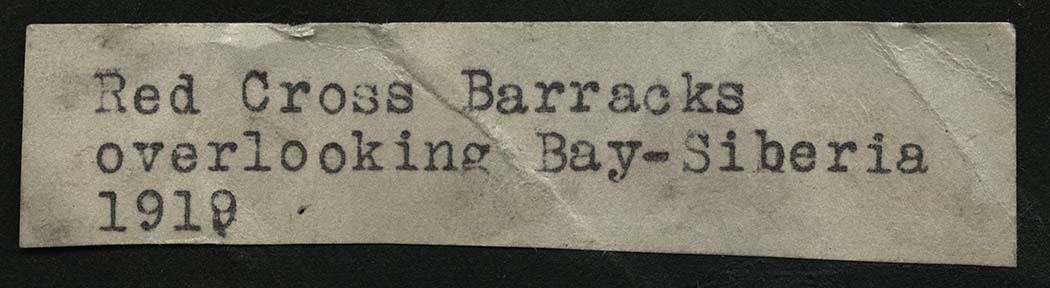 Red Cross Barracks
overlooking Bay-Siberia
1919